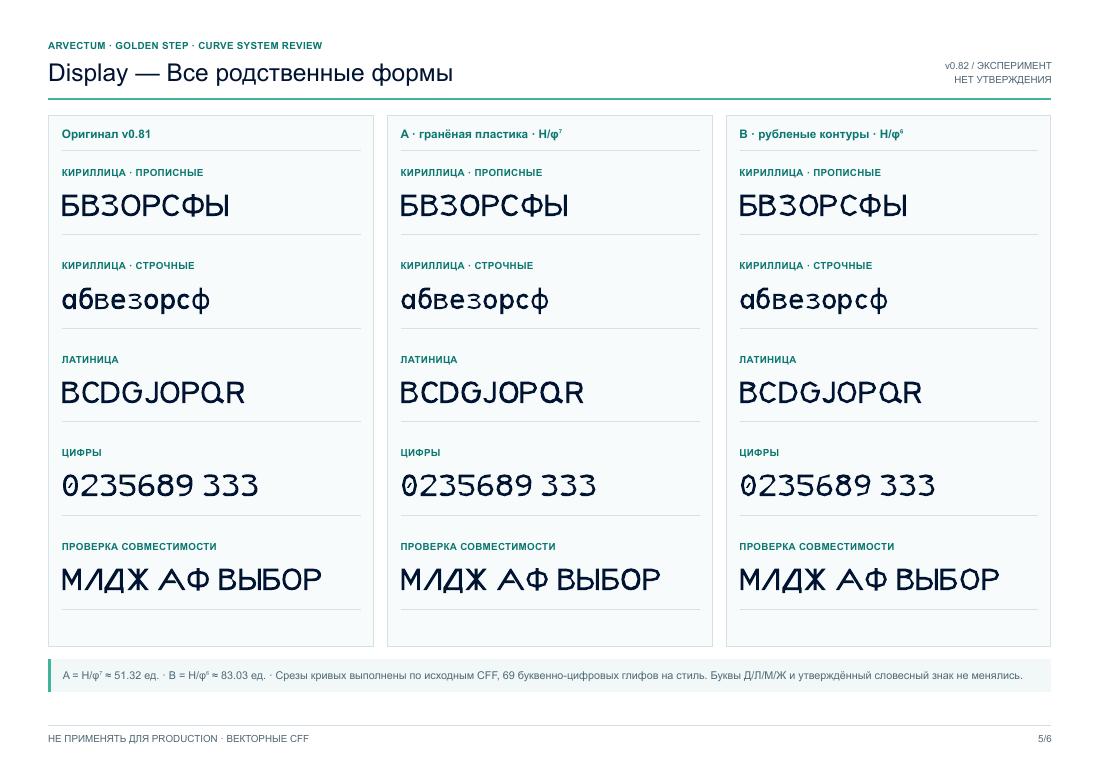 ARVECTUM · GOLDEN STEP · CURVE SYSTEM REVIEW
Display — Все родственные формы
v0.82 / ЭКСПЕРИМЕНТ
НЕТ УТВЕРЖДЕНИЯ
Оригинал v0.81
КИРИЛЛИЦА · ПРОПИСНЫЕ
БВЗОРСФЫ
КИРИЛЛИЦА · СТРОЧНЫЕ
абвезорсф
ЛАТИНИЦА
BCDGJOPQR
ЦИФРЫ
0235689 333
ПРОВЕРКА СОВМЕСТИМОСТИ
МЛДЖ АФ ВЫБОР
A · гранёная пластика · H/φ⁷
КИРИЛЛИЦА · ПРОПИСНЫЕ
БВЗОРСФЫ
КИРИЛЛИЦА · СТРОЧНЫЕ
абвезорсф
ЛАТИНИЦА
BCDGJOPQR
ЦИФРЫ
0235689 333
ПРОВЕРКА СОВМЕСТИМОСТИ
МЛДЖ АФ ВЫБОР
B · рубленые контуры · H/φ⁶
КИРИЛЛИЦА · ПРОПИСНЫЕ
БВЗОРСФЫ
КИРИЛЛИЦА · СТРОЧНЫЕ
абвезорсф
ЛАТИНИЦА
BCDGJOPQR
ЦИФРЫ
0235689 333
ПРОВЕРКА СОВМЕСТИМОСТИ
МЛДЖ АФ ВЫБОР
A = H/φ⁷ ≈ 51.32 ед. · B = H/φ⁶ ≈ 83.03 ед. · Срезы кривых выполнены по исходным CFF, 69 буквенно-цифровых глифов на стиль. Буквы Д/Л/М/Ж и утверждённый словесный знак не менялись.
НЕ ПРИМЕНЯТЬ ДЛЯ PRODUCTION · ВЕКТОРНЫЕ CFF
5/6